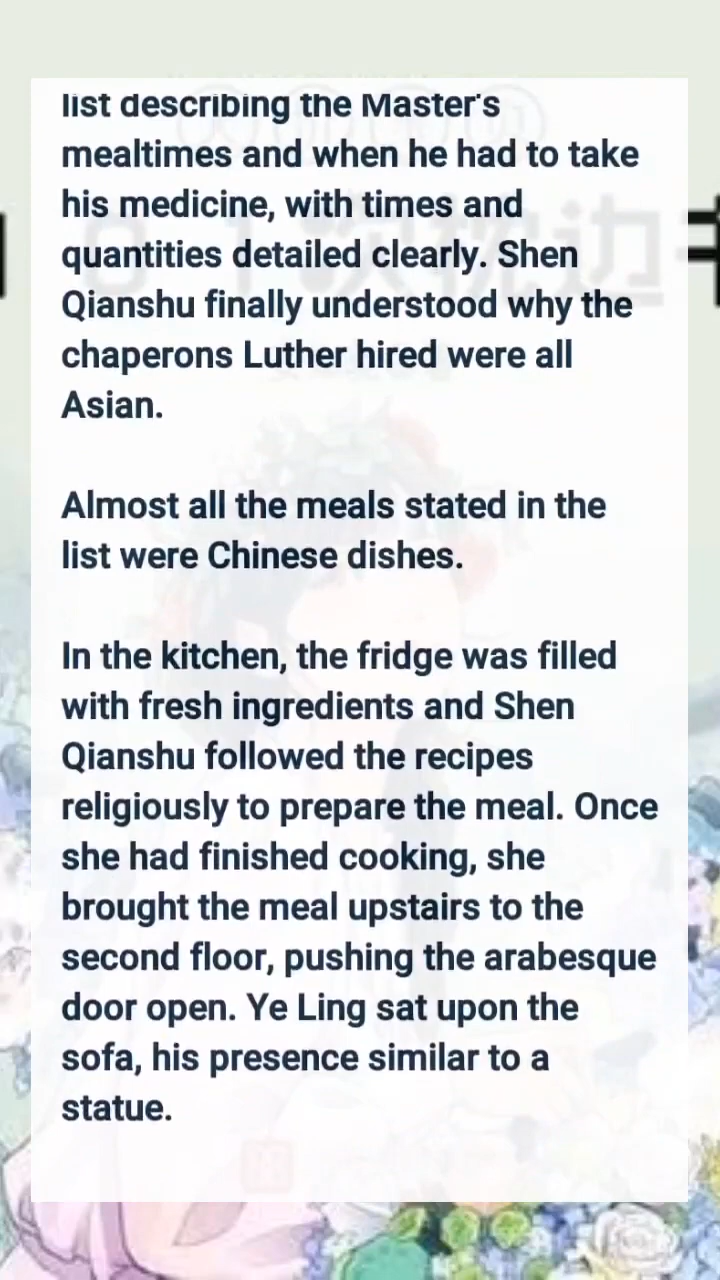 list describing the Master's
mealtimes and when he had to take
his medicine, with times and
quantities detailed clearly. Shen
Qianshu finally understood why the
chaperons Luther hired were all
Asian.
Almost all the meals stated in the
list were Chinese dishes.
In the kitchen, the fridge was filled
with fresh ingredients and Shen
Qianshu followed the recipes
religiously to prepare the meal. Once
she had finished cooking, she
brought the meal upstairs to the
second floor, pushing the arabesque
door open. Ye Ling sat upon the
sofa, his presence similar to a
statue.